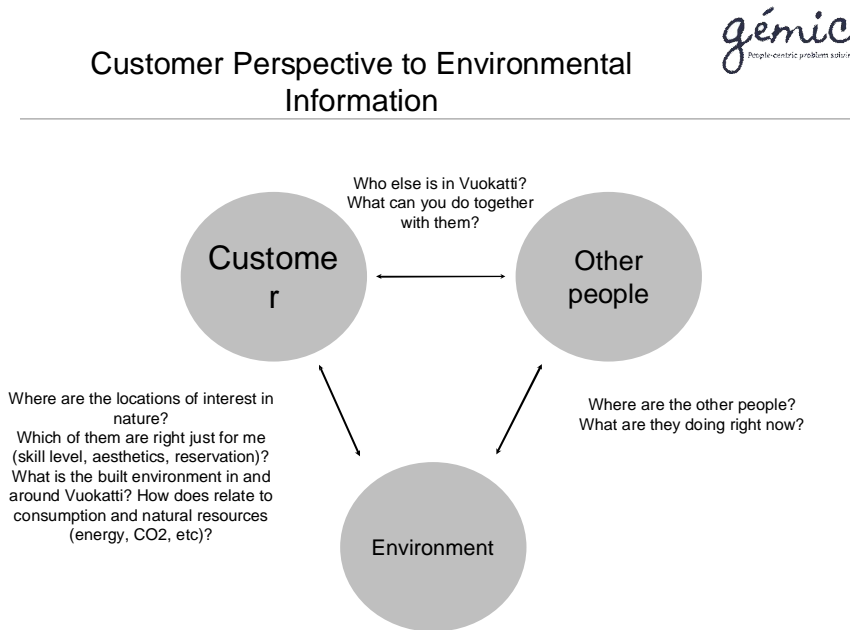 gémic
People-centric problem solvin
Customer Perspective to Environmental
Information
Who else is in Vuokatti?
What can you do together
with them?
Custome
r
Other
people
Where are the locations of interest in
nature?
Which of them are right just for me
(skill level, aesthetics, reservation)?
What is the built environment in and
around Vuokatti? How does relate to
consumption and natural resources
(energy, CO2, etc)?
Where are the other people?
What are they doing right now?
Environment